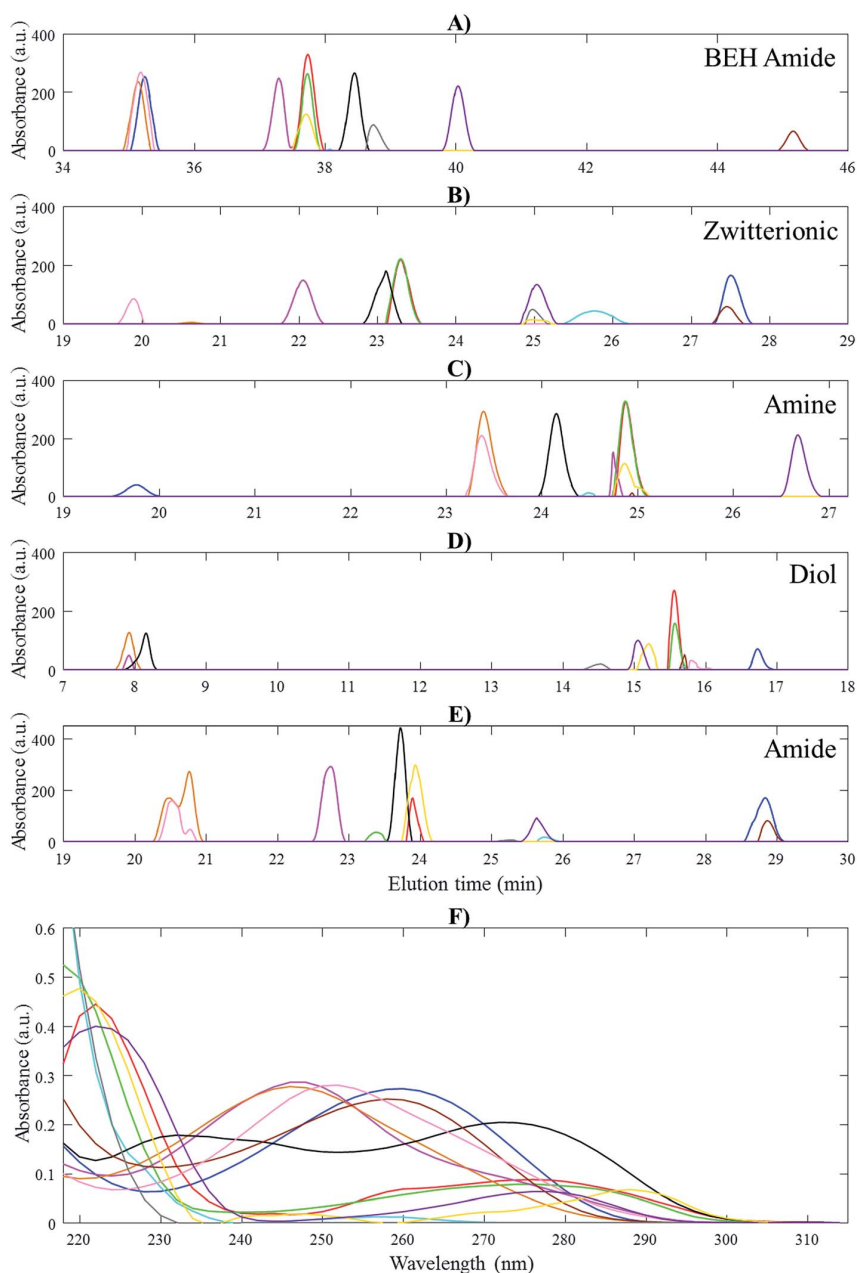 A)
Absorbance (a.u.)
400
200
0
BEH Amide
34 36 38 40 42 44 46
B)
Absorbance (a.u.)
400
200
0
Zwitterionic
19 20 21 22 23 24 25 26 27 28 29
C)
Absorbance (a.u.)
400
200
0
Amine
19 20 21 22 23 24 25 26 27
D)
Absorbance (a.u.)
400
200
0
Diol
7 8 9 10 11 12 13 14 15 16 17 18
E)
Absorbance (a.u.)
400
200
0
Amide
19 20 21 22 23 24 25 26 27 28 29 30
Elution time (min)
F)
Absorbance (a.u.)
0.6
0.5
0.4
0.3
0.2
0.1
0
220 230 240 250 260 270 280 290 300 310
Wavelength (nm)